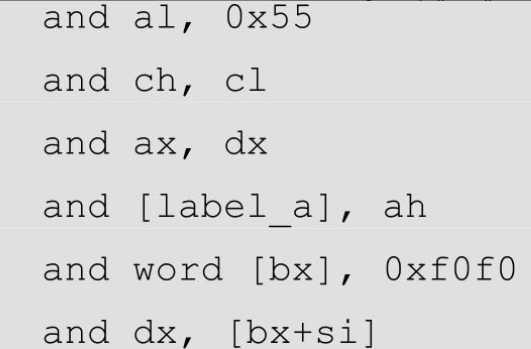 and al, 0x55
and ch, cl
and ax, dx
and [label_a], ah
and word [bx], 0xf0f0
and dx, [bx+si]